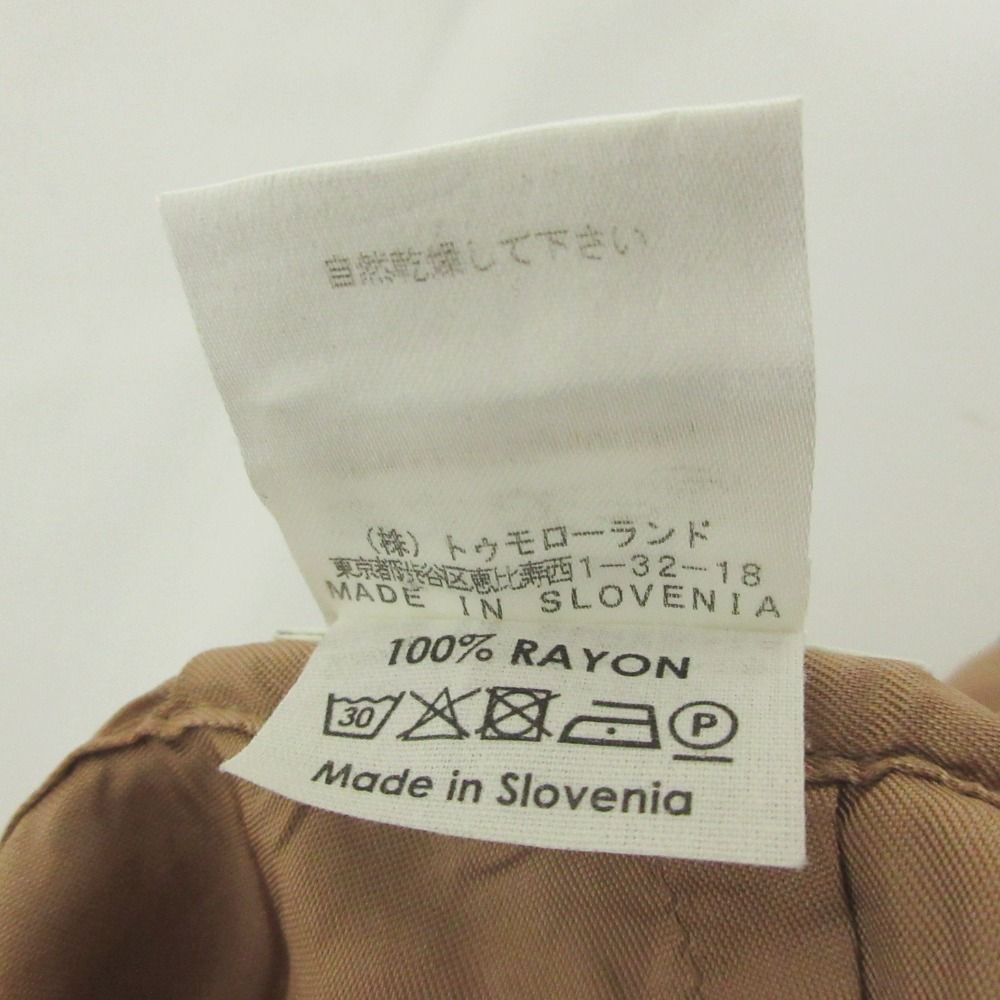 自然乾燥して下さい
(株) トゥモローランド
東京都渋谷区恵比寿西1-32-18
MADE IN SLOVENIA
100% RAYON
30 P
Made in Slovenia